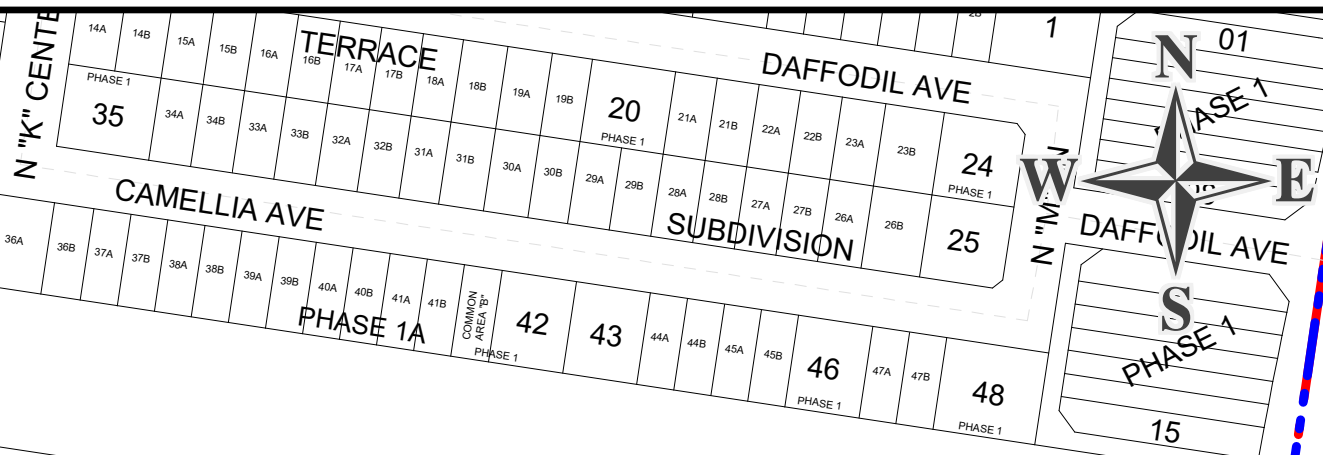 2B
1
01
14A 14B 15A 15B 16A 16B 17A 17B 18A 18B 19A 19B
TERRACE
DAFFODIL AVE
N
PHASE 1
20
PHASE 1
21A 21B 22A 22B 23A 23B
24
PHASE 1
N "K" CENTE
PHASE 1
35
34A 34B 33A 33B 32A 32B 31A 31B 30A 30B 29A 29B 28A 28B 27A 27B 26A 26B
25
SUBDIVISION
W
E
N "M
CAMELLIA AVE
DAFFODIL AVE
36A 36B 37A 37B 38A 38B 39A 39B 40A 40B 41A 41B
PHASE 1A
COMMON
AREA "B"
42
PHASE 1
43
44A 44B 45A 45B
46
PHASE 1
47A 47B
48
PHASE 1
S
PHASE 1
15